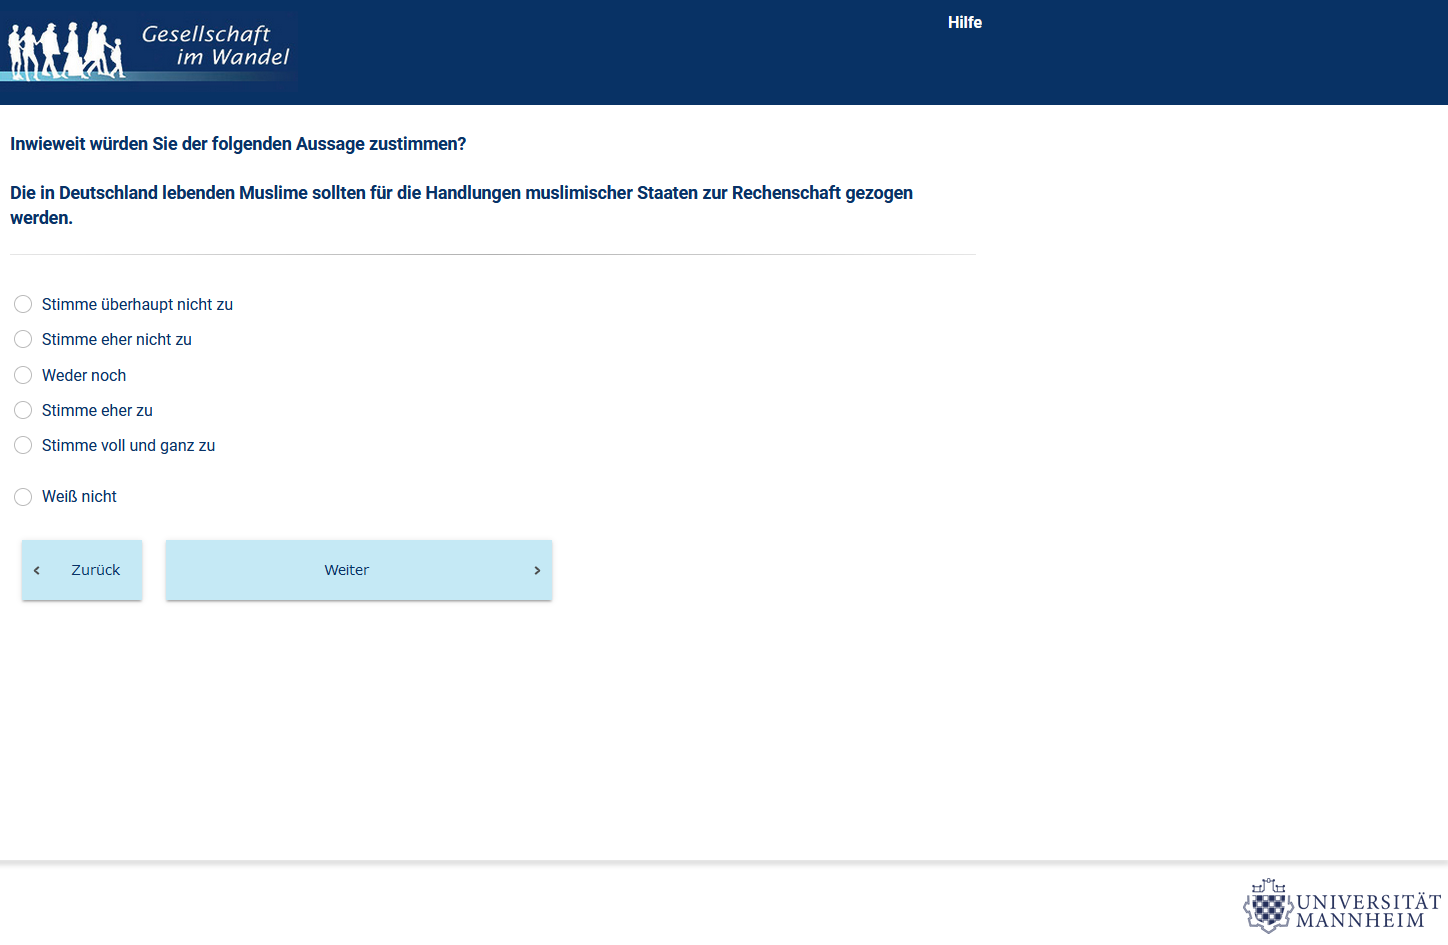 Gesellschaft
im Wandel
Hilfe
Inwieweit würden Sie der folgenden Aussage zustimmen?
Die in Deutschland lebenden Muslime sollten für die Handlungen muslimischer Staaten zur Rechenschaft gezogen
werden.
Stimme überhaupt nicht zu
Stimme eher nicht zu
Weder noch
Stimme eher zu
Stimme voll und ganz zu
Weiß nicht
Zurück
Weiter
UNIVERSITÄT
MANNHEIM